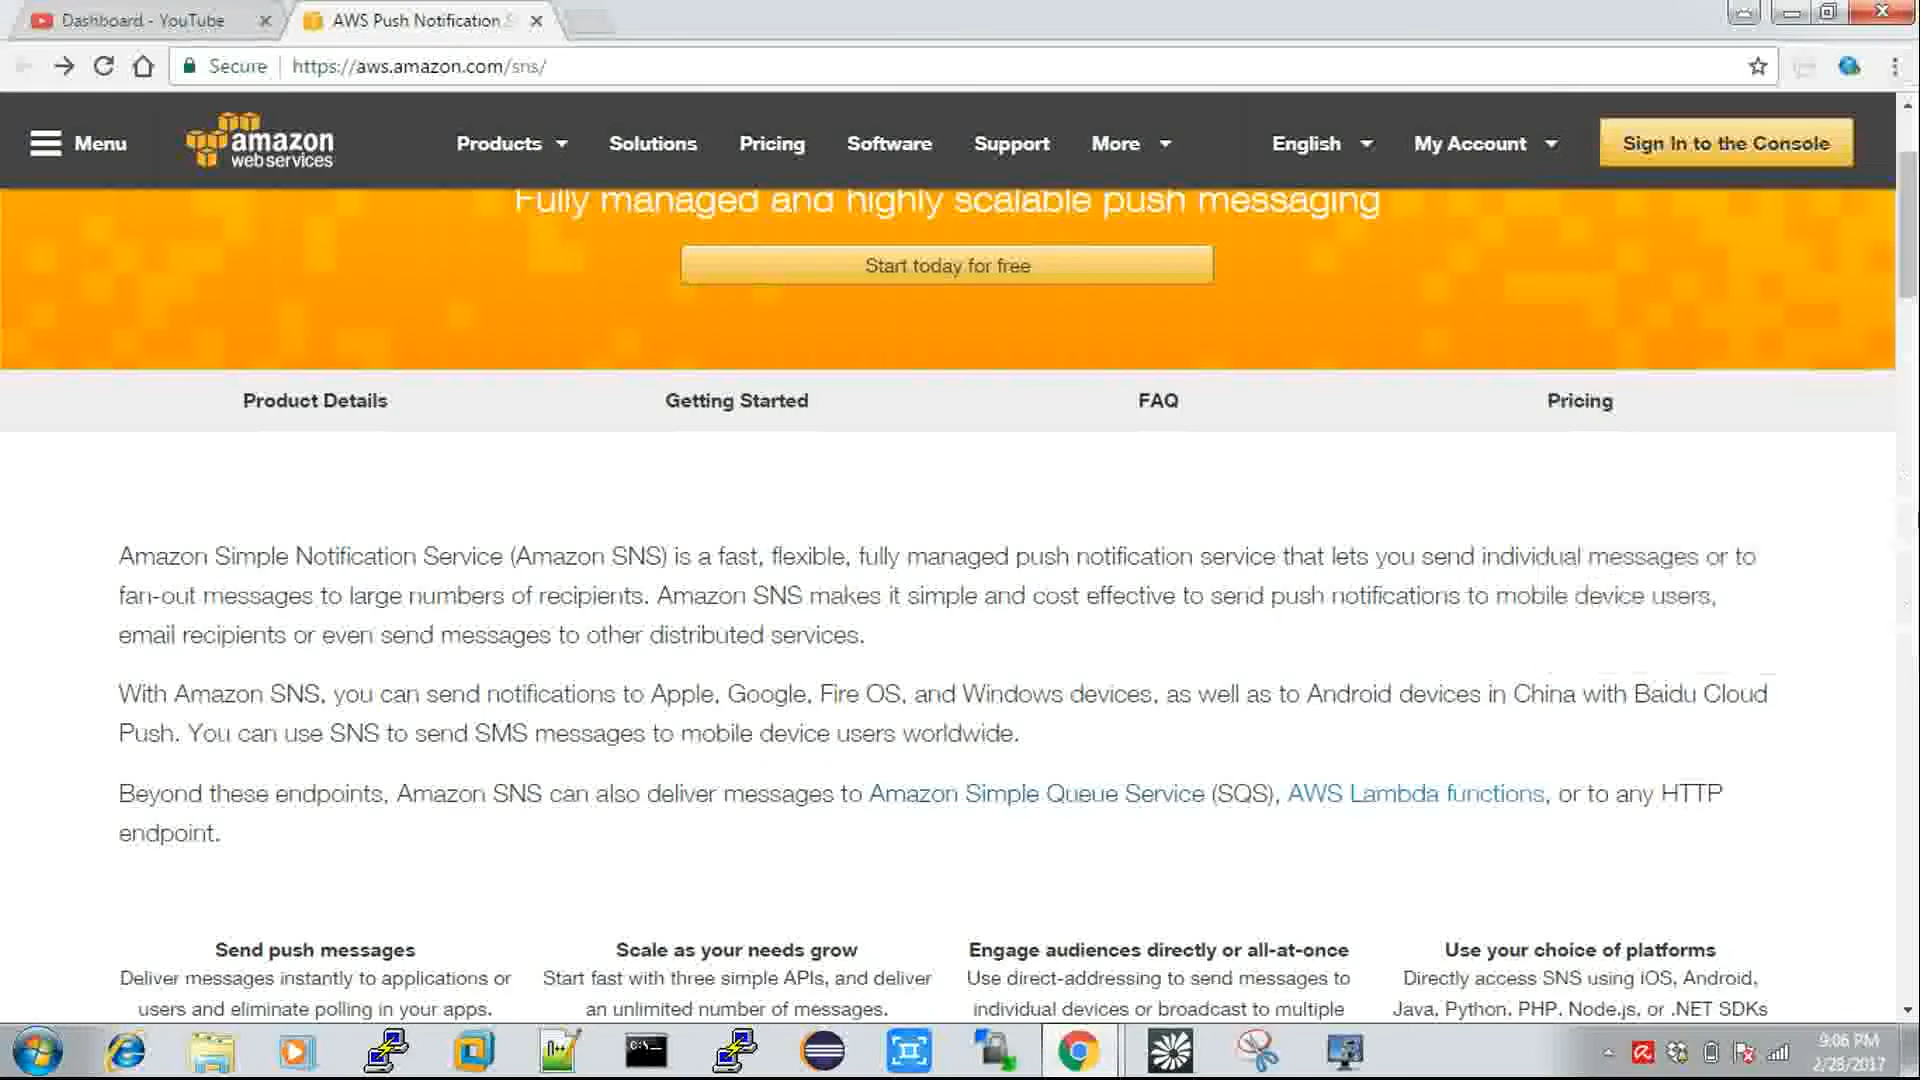 Dashboard - YouTube
AWS Push Notification S
Secure
https://aws.amazon.com/sns/
Menu
amazon
web services
Products
Solutions
Pricing
Software
Support
More
English
My Account
Sign In to the Console
Fully managed and highly scalable push messaging
Start today for free
Product Details
Getting Started
FAQ
Pricing
Amazon Simple Notification Service (Amazon SNS) is a fast, flexible, fully managed push notification service that lets you send individual messages or to
fan-out messages to large numbers of recipients. Amazon SNS makes it simple and cost effective to send push notifications to mobile device users,
email recipients or even send messages to other distributed services.
With Amazon SNS, you can send notifications to Apple, Google, Fire OS, and Windows devices, as well as to Android devices in China with Baidu Cloud
Push. You can use SNS to send SMS messages to mobile device users worldwide.
Beyond these endpoints, Amazon SNS can also deliver messages to Amazon Simple Queue Service (SQS), AWS Lambda functions, or to any HTTP
endpoint.
Send push messages
Deliver messages instantly to applications or
users and eliminate polling in your apps.
Scale as your needs grow
Start fast with three simple APIs, and deliver
an unlimited number of messages.
Engage audiences directly or all-at-once
Use direct-addressing to send messages to
individual devices or broadcast to multiple
Use your choice of platforms
Directly access SNS using iOS, Android,
Java, Python, PHP, Node.js, or .NET SDKs
9:06 PM
2/28/2017